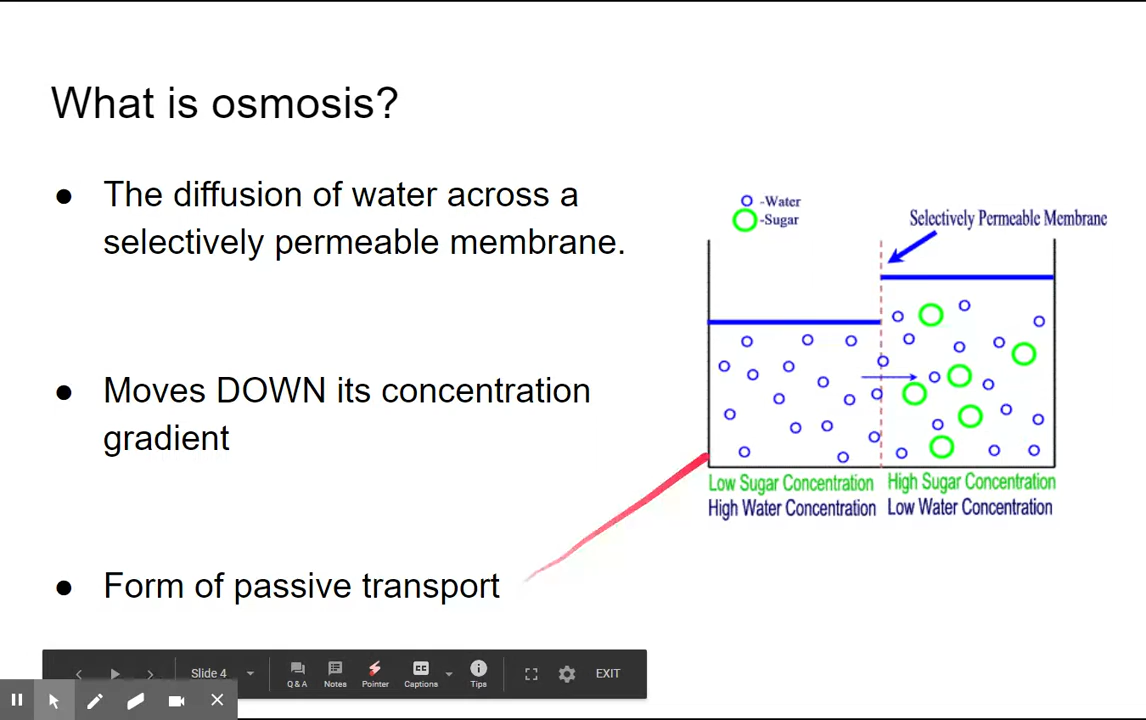 What is osmosis?
● The diffusion of water across a
selectively permeable membrane.
● Moves DOWN its concentration
gradient
● Form of passive transport
-Water
-Sugar
Selectively Permeable Membrane
Low Sugar Concentration
High Water Concentration
High Sugar Concentration
Low Water Concentration
Slide 4
Q & A
Notes
Pointer
CC
Captions
Tips
EXIT